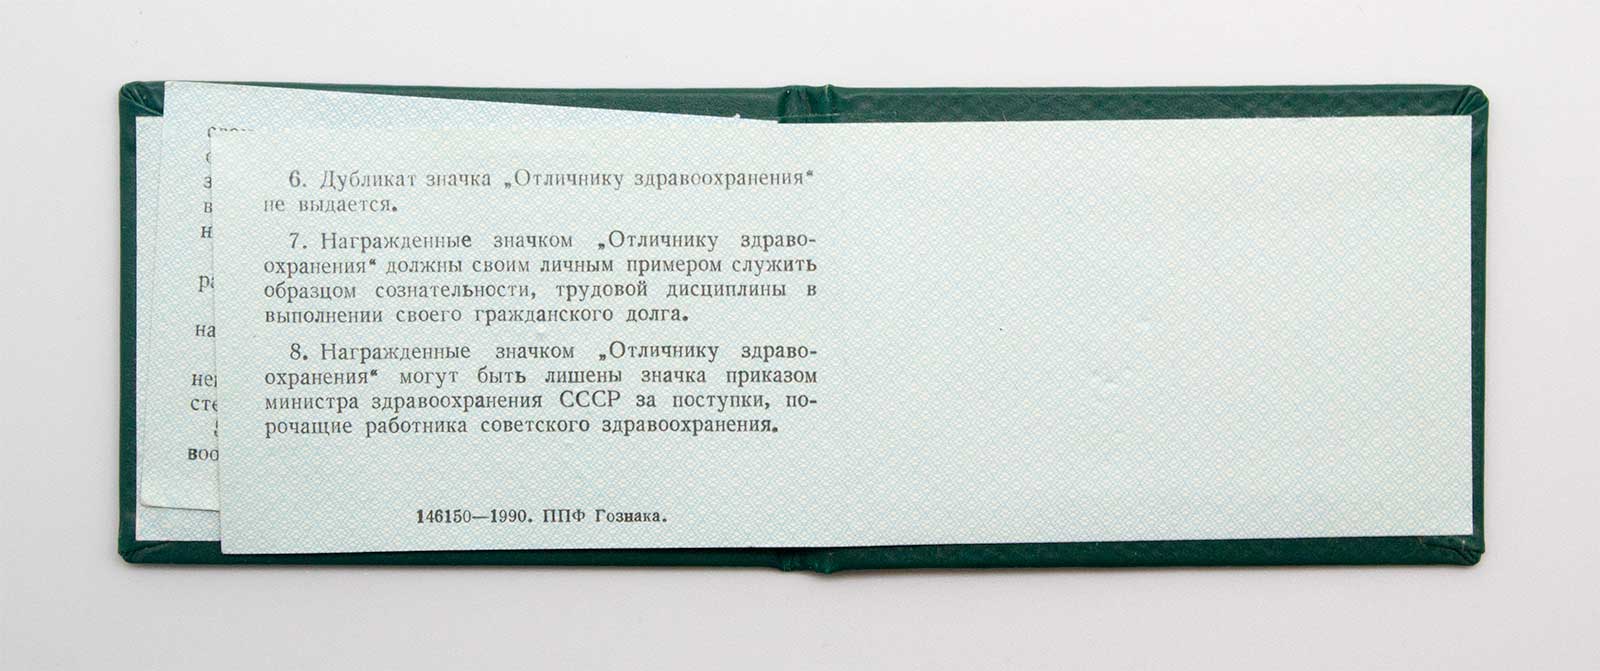 6. Дубликат значка „Отличнику здравоохранения“
не выдается.
7. Награжденные значком „Отличнику здраво-
охранения“ должны своим личным примером служить
образцом сознательности, трудовой дисциплины в
выполнении своего гражданского долга.
8. Награжденные значком „Отличнику здраво-
охранения“ могут быть лишены значка приказом
министра здравоохранения СССР за поступки, по-
рочащие работника советского здравоохранения.
146150—1990. ППФ Гознака.